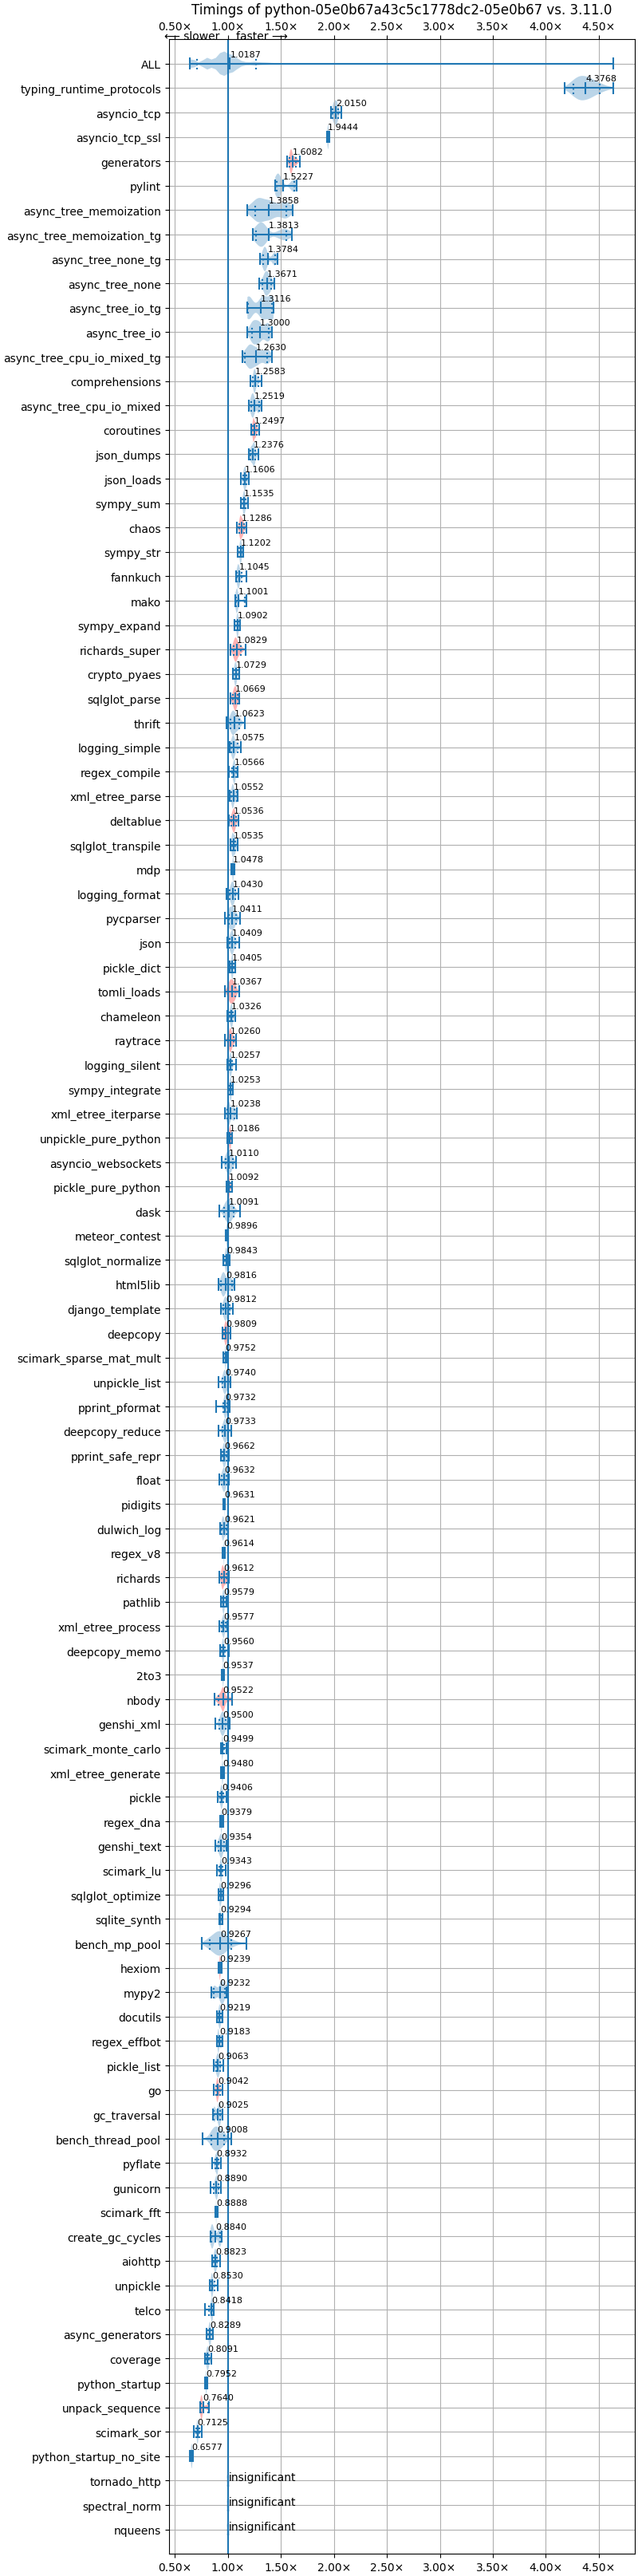 Timings of python-05e0b67a43c5c1778dc2-05e0b67 vs. 3.11.0
0.50× 1.00× 1.50× 2.00× 2.50× 3.00× 3.50× 4.00× 4.50×
←— slower faster —→
ALL 1.0187
typing_runtime_protocols 4.3768
asyncio_tcp 2.0150
asyncio_tcp_ssl 1.9444
generators 1.6082
pylint 1.5227
async_tree_memoization 1.3858
async_tree_memoization_tg 1.3813
async_tree_none_tg 1.3784
async_tree_none 1.3671
async_tree_io_tg 1.3116
async_tree_io 1.3000
async_tree_cpu_io_mixed_tg 1.2630
comprehensions 1.2583
async_tree_cpu_io_mixed 1.2519
coroutines 1.2497
json_dumps 1.2376
json_loads 1.1606
sympy_sum 1.1535
chaos 1.1286
sympy_str 1.1202
fannkuch 1.1045
mako 1.1001
sympy_expand 1.0902
richards_super 1.0829
crypto_pyaes 1.0729
sqlglot_parse 1.0669
thrift 1.0623
logging_simple 1.0575
regex_compile 1.0566
xml_etree_parse 1.0552
deltablue 1.0536
sqlglot_transpile 1.0535
mdp 1.0478
logging_format 1.0430
pycparser 1.0411
json 1.0409
pickle_dict 1.0405
tomli_loads 1.0367
chameleon 1.0326
raytrace 1.0260
logging_silent 1.0257
sympy_integrate 1.0253
xml_etree_iterparse 1.0238
unpickle_pure_python 1.0186
asyncio_websockets 1.0110
pickle_pure_python 1.0092
dask 1.0091
meteor_contest 0.9896
sqlglot_normalize 0.9843
html5lib 0.9816
django_template 0.9812
deepcopy 0.9809
scimark_sparse_mat_mult 0.9752
unpickle_list 0.9740
pprint_pformat 0.9732
deepcopy_reduce 0.9733
pprint_safe_repr 0.9662
float 0.9632
pidigits 0.9631
dulwich_log 0.9621
regex_v8 0.9614
richards 0.9612
pathlib 0.9579
xml_etree_process 0.9577
deepcopy_memo 0.9560
2to3 0.9537
nbody 0.9522
genshi_xml 0.9500
scimark_monte_carlo 0.9499
xml_etree_generate 0.9480
pickle 0.9406
regex_dna 0.9379
genshi_text 0.9354
scimark_lu 0.9343
sqlglot_optimize 0.9296
sqlite_synth 0.9294
bench_mp_pool 0.9267
hexiom 0.9239
mypy2 0.9232
docutils 0.9219
regex_effbot 0.9183
pickle_list 0.9063
go 0.9042
gc_traversal 0.9025
bench_thread_pool 0.9008
pyflate 0.8932
gunicorn 0.8890
scimark_fft 0.8888
create_gc_cycles 0.8840
aiohttp 0.8823
unpickle 0.8530
telco 0.8418
async_generators 0.8289
coverage 0.8091
python_startup 0.7952
unpack_sequence 0.7640
scimark_sor 0.7125
python_startup_no_site 0.6577
tornado_http insignificant
spectral_norm insignificant
nqueens insignificant
0.50× 1.00× 1.50× 2.00× 2.50× 3.00× 3.50× 4.00× 4.50×